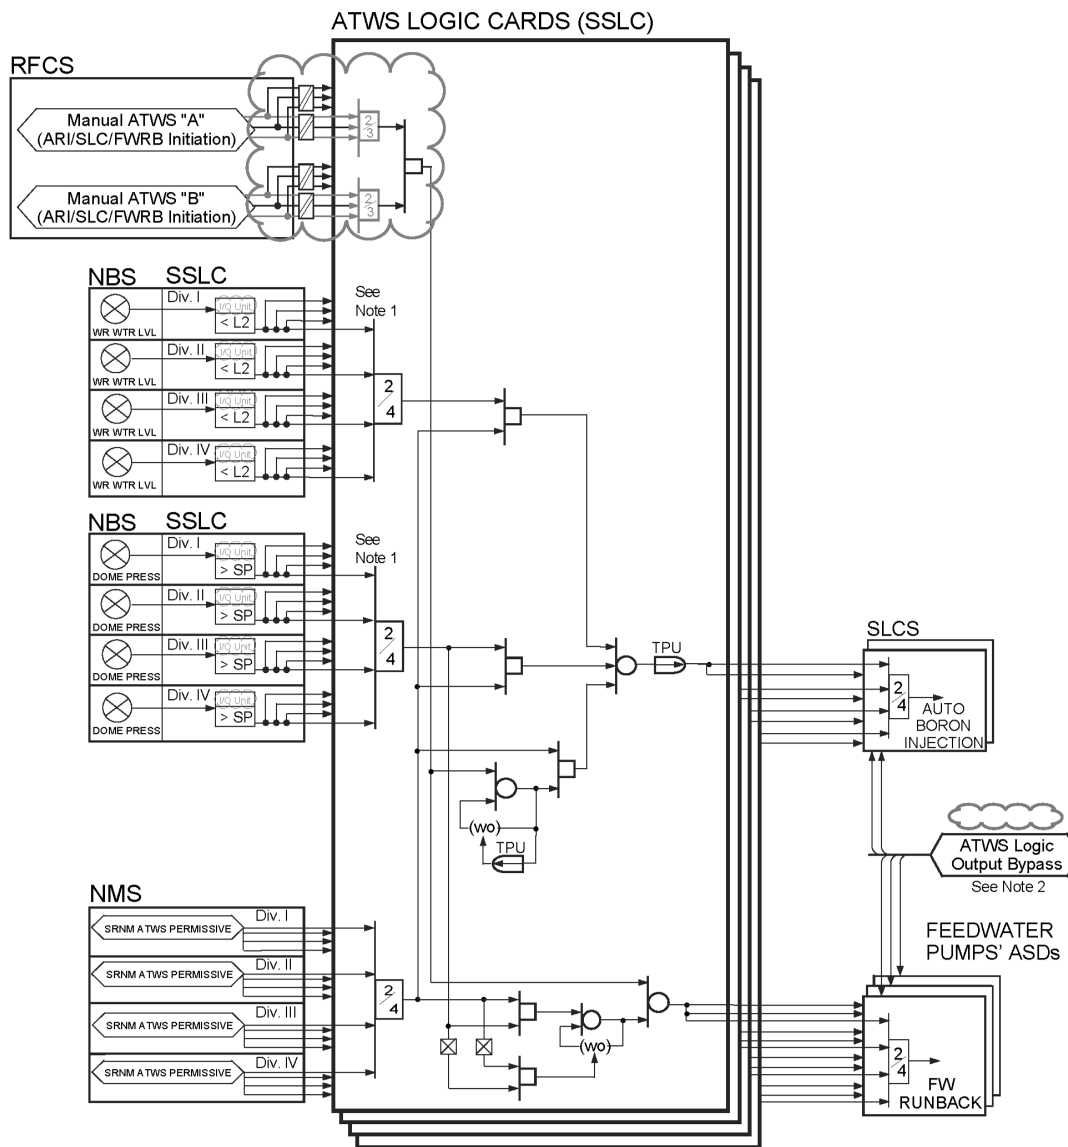 ATWS LOGIC CARDS (SSLC)
RFCS
Manual ATWS "A"
(ARI/SLC/FWRB Initiation)
2/3
Manual ATWS "B"
(ARI/SLC/FWRB Initiation)
2/3
NBS SSLC
See
Note 1
Div. I
I/Q Unit
< L2
WR WTR LVL
Div. II
I/Q Unit
< L2
WR WTR LVL
2/4
Div. III
I/Q Unit
< L2
WR WTR LVL
Div. IV
I/Q Unit
< L2
WR WTR LVL
NBS SSLC
See
Note 1
Div. I
I/Q Unit
> SP
DOME PRESS
Div. II
I/Q Unit
> SP
DOME PRESS
2/4
Div. III
I/Q Unit
> SP
DOME PRESS
Div. IV
I/Q Unit
> SP
DOME PRESS
TPU
SLCS
2/4
AUTO
BORON
INJECTION
(wo)
TPU
ATWS Logic
Output Bypass
See Note 2
NMS
Div. I
SRNM ATWS PERMISSIVE
Div. II
SRNM ATWS PERMISSIVE
2/4
Div. III
SRNM ATWS PERMISSIVE
Div. IV
SRNM ATWS PERMISSIVE
(wo)
FEEDWATER
PUMPS' ASDs
2/4
FW
RUNBACK